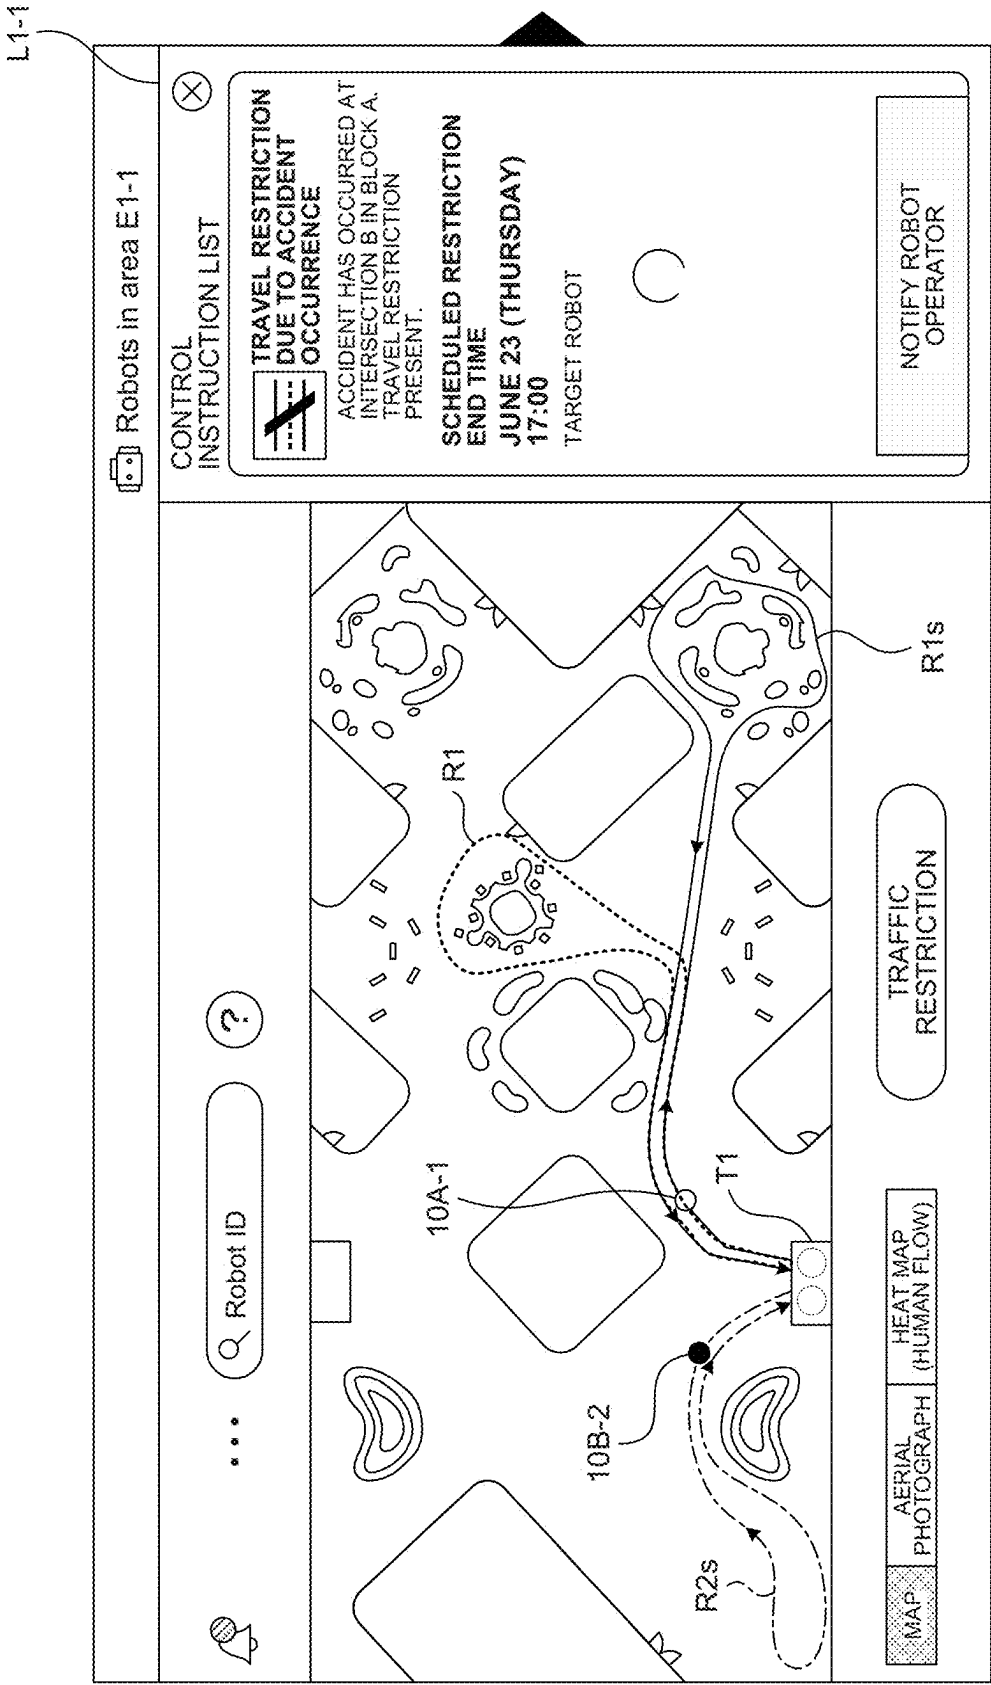 L1-1
Robots in area E1-1
Robot ID
?
CONTROL
INSTRUCTION LIST
TRAVEL RESTRICTION
DUE TO ACCIDENT
OCCURRENCE
ACCIDENT HAS OCCURRED AT
INTERSECTION B IN BLOCK A.
TRAVEL RESTRICTION
PRESENT.
SCHEDULED RESTRICTION
END TIME
JUNE 23 (THURSDAY)
17:00
TARGET ROBOT
NOTIFY ROBOT
OPERATOR
R1
10A-1
10B-2
T1
R2s
R1s
MAP
AERIAL
PHOTOGRAPH
HEAT MAP
(HUMAN FLOW)
TRAFFIC
RESTRICTION